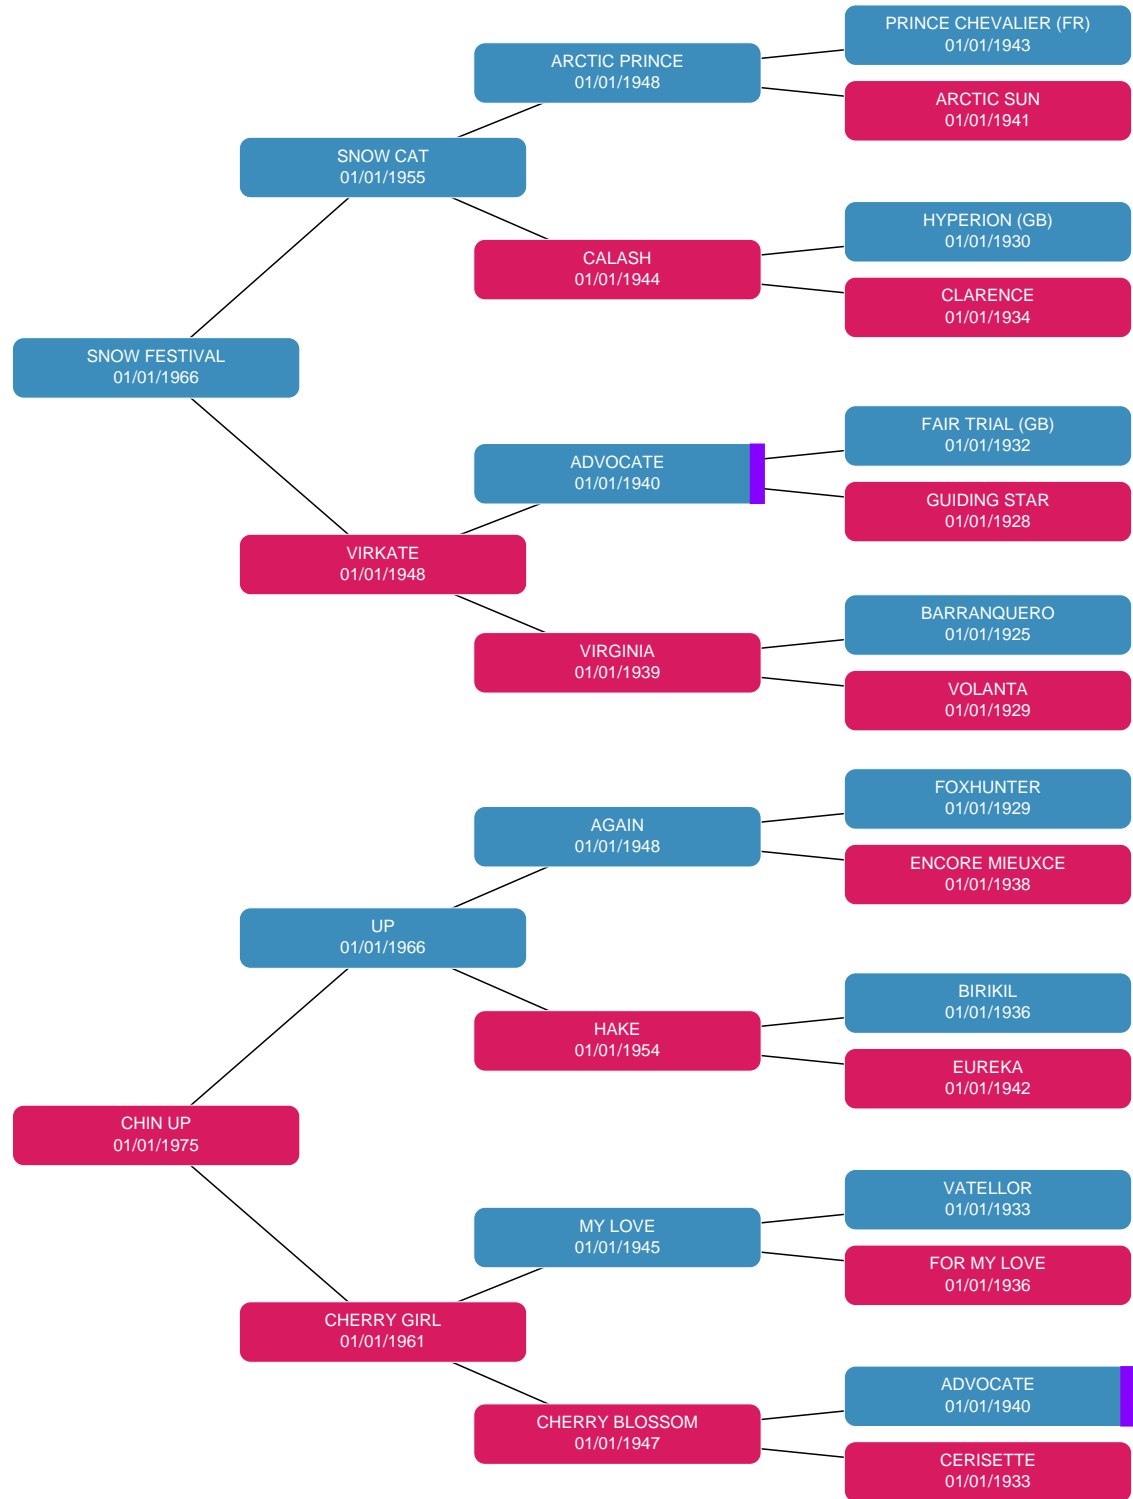 PRINCE CHEVALIER (FR)
01/01/1943
ARCTIC PRINCE
01/01/1948
ARCTIC SUN
01/01/1941
SNOW CAT
01/01/1955
HYPERION (GB)
01/01/1930
CALASH
01/01/1944
CLARENCE
01/01/1934
SNOW FESTIVAL
01/01/1966
FAIR TRIAL (GB)
01/01/1932
ADVOCATE
01/01/1940
GUIDING STAR
01/01/1928
VIRKATE
01/01/1948
BARRANQUERO
01/01/1925
VIRGINIA
01/01/1939
VOLANTA
01/01/1929
FOXHUNTER
01/01/1929
AGAIN
01/01/1948
ENCORE MIEUXCE
01/01/1938
UP
01/01/1966
BIRIKIL
01/01/1936
HAKE
01/01/1954
EUREKA
01/01/1942
CHIN UP
01/01/1975
VATELLOR
01/01/1933
MY LOVE
01/01/1945
FOR MY LOVE
01/01/1936
CHERRY GIRL
01/01/1961
ADVOCATE
01/01/1940
CHERRY BLOSSOM
01/01/1947
CERISETTE
01/01/1933